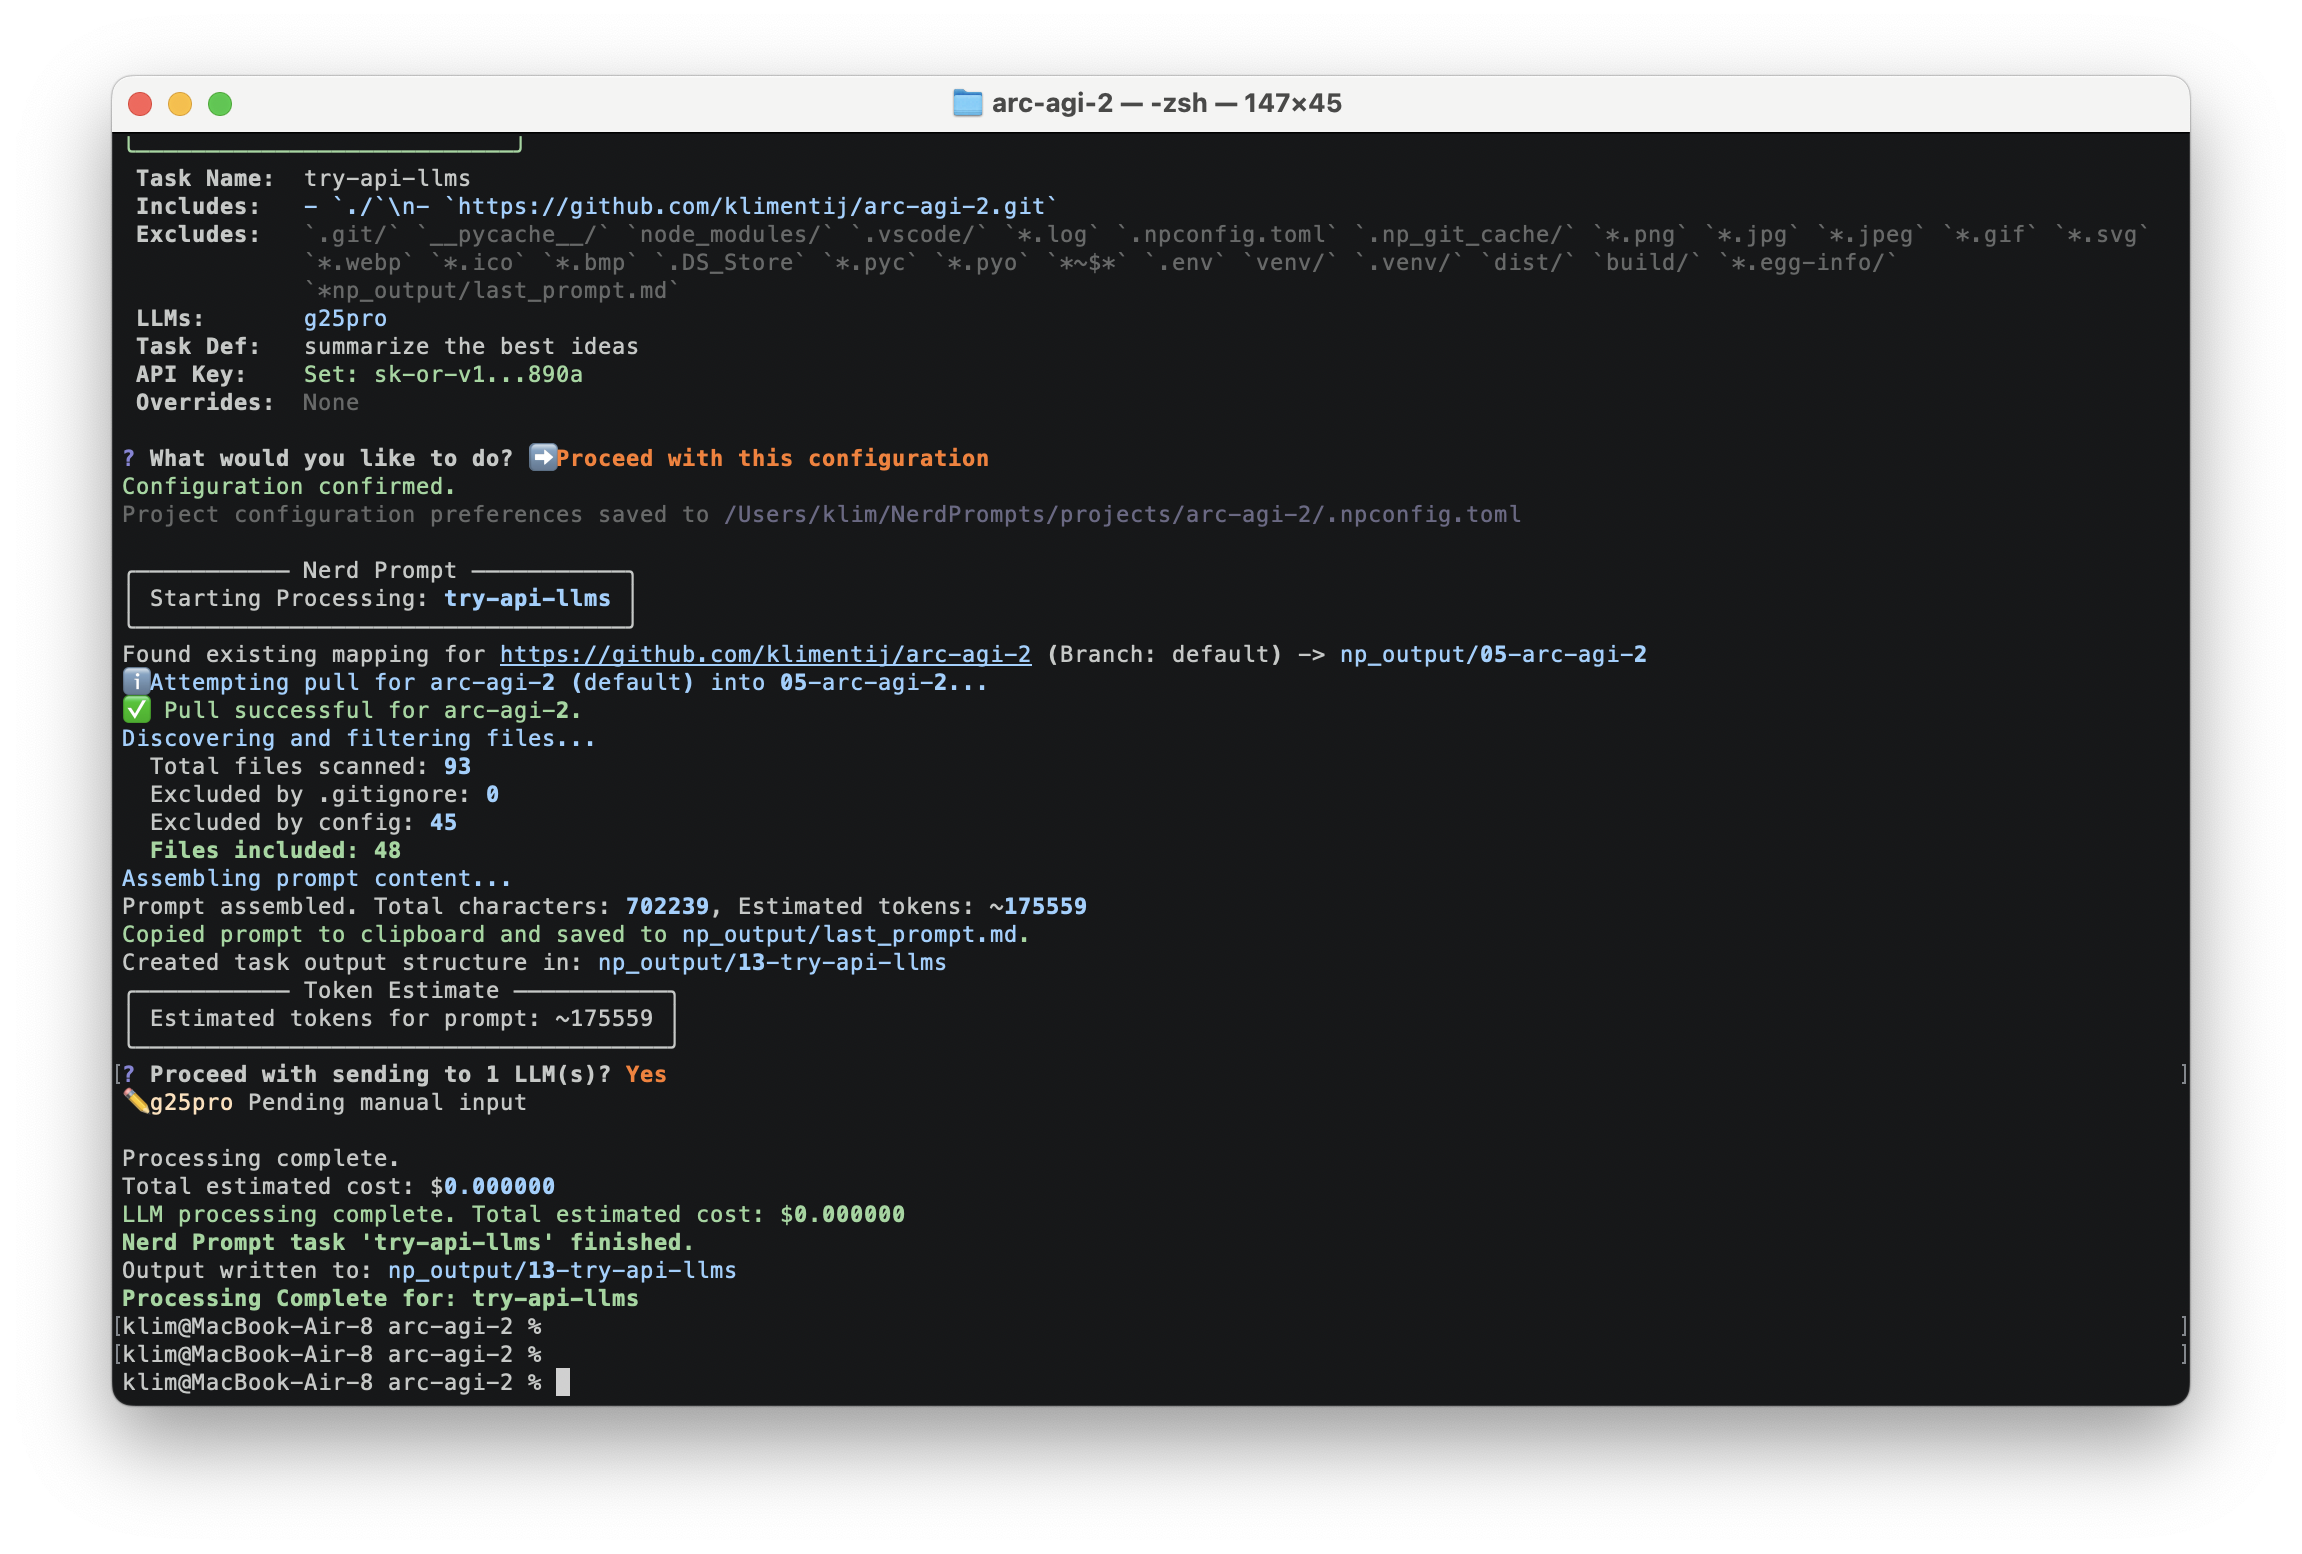 arc-agi-2 — -zsh — 147×45
Task Name: try-api-llms
Includes: - `./`\n- `https://github.com/klimentij/arc-agi-2.git`
Excludes: `.git/` `__pycache__/` `node_modules/` `.vscode/` `*.log` `.npconfig.toml` `.np_git_cache/` `*.png` `*.jpg` `*.jpeg` `*.gif` `*.svg`
`*.webp` `*.ico` `*.bmp` `.DS_Store` `*.pyc` `*.pyo` `*~$*` `.env` `venv/` `.venv/` `dist/` `build/` `*.egg-info/`
`*np_output/last_prompt.md`
LLMs: g25pro
Task Def: summarize the best ideas
API Key: Set: sk-or-v1...890a
Overrides: None
? What would you like to do? ➡️Proceed with this configuration
Configuration confirmed.
Project configuration preferences saved to /Users/klim/NerdPrompts/projects/arc-agi-2/.npconfig.toml
Nerd Prompt
Starting Processing: try-api-llms
Found existing mapping for https://github.com/klimentij/arc-agi-2 (Branch: default) -> np_output/05-arc-agi-2
ℹ️Attempting pull for arc-agi-2 (default) into 05-arc-agi-2...
✅ Pull successful for arc-agi-2.
Discovering and filtering files...
Total files scanned: 93
Excluded by .gitignore: 0
Excluded by config: 45
Files included: 48
Assembling prompt content...
Prompt assembled. Total characters: 702239, Estimated tokens: ~175559
Copied prompt to clipboard and saved to np_output/last_prompt.md.
Created task output structure in: np_output/13-try-api-llms
Token Estimate
Estimated tokens for prompt: ~175559
[? Proceed with sending to 1 LLM(s)? Yes ]
✏️g25pro Pending manual input
Processing complete.
Total estimated cost: $0.000000
LLM processing complete. Total estimated cost: $0.000000
Nerd Prompt task 'try-api-llms' finished.
Output written to: np_output/13-try-api-llms
Processing Complete for: try-api-llms
[klim@MacBook-Air-8 arc-agi-2 % ]
[klim@MacBook-Air-8 arc-agi-2 % ]
klim@MacBook-Air-8 arc-agi-2 %